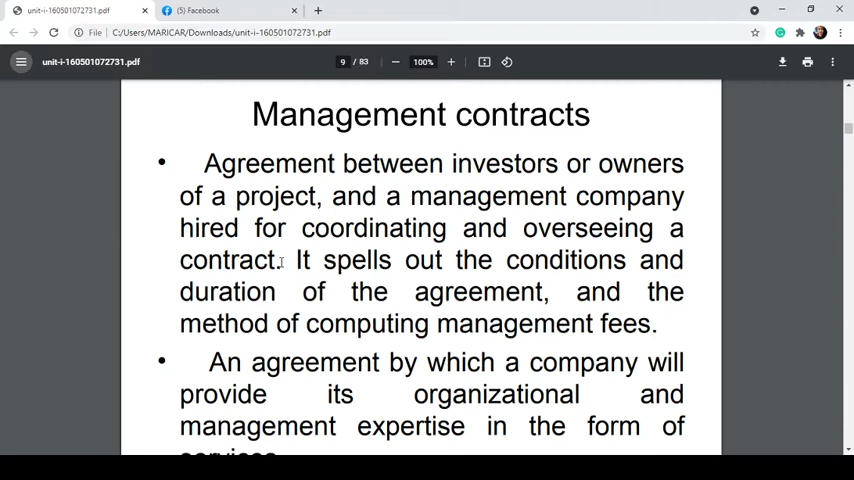 unit-i-160501072731.pdf
(5) Facebook
File | C:/Users/MARICAR/Downloads/unit-i-160501072731.pdf
unit-i-160501072731.pdf
9 / 83
100%
Management contracts
• Agreement between investors or owners
of a project, and a management company
hired for coordinating and overseeing a
contract. It spells out the conditions and
duration of the agreement, and the
method of computing management fees.
• An agreement by which a company will
provide its organizational and
management expertise in the form of
services